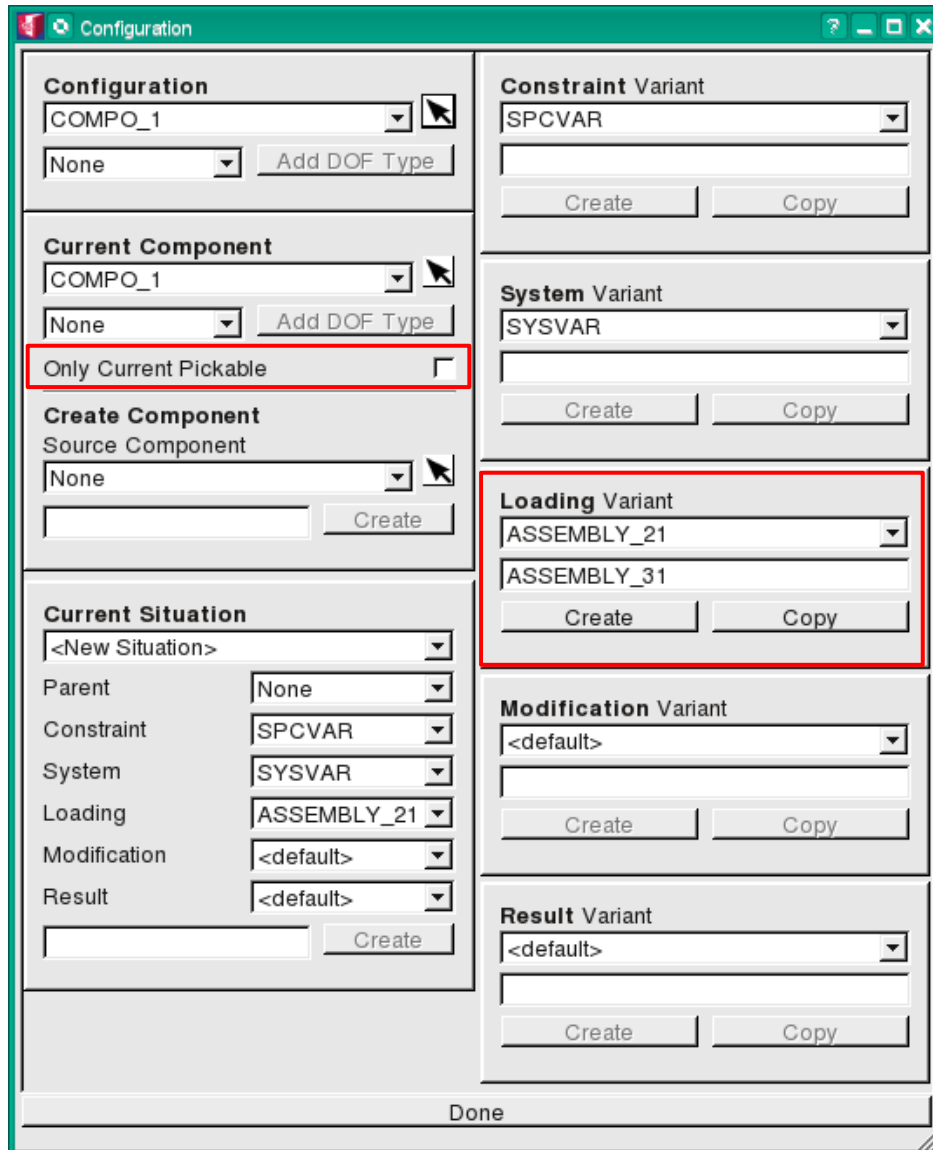 Configuration
Configuration
COMPO_1
None
Add DOF Type
Current Component
COMPO_1
None
Add DOF Type
Only Current Pickable
Create Component
Source Component
None
Create
Current Situation
<New Situation>
Parent
None
Constraint
SPCVAR
System
SYSVAR
Loading
ASSEMBLY_21
Modification
<default>
Result
<default>
Create
Constraint Variant
SPCVAR
Create
Copy
System Variant
SYSVAR
Create
Copy
Loading Variant
ASSEMBLY_21
ASSEMBLY_31
Create
Copy
Modification Variant
<default>
Create
Copy
Result Variant
<default>
Create
Copy
Done